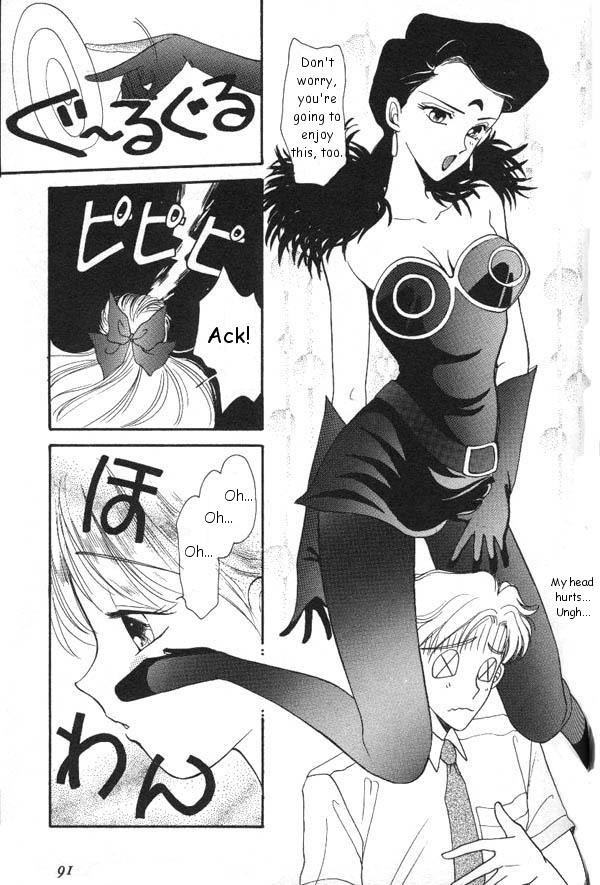 Don't
worry,
you're
going to
enjoy
this, too.
ぐ〜るぐる
ピピピ
Ack!
ほ
Oh...
Oh...
Oh...
わん
My head
hurts...
Ungh...
91